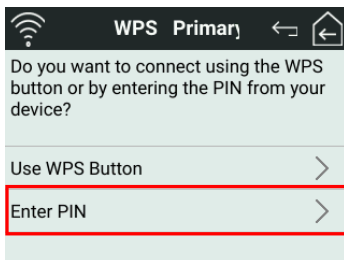 WPS Primary
Do you want to connect using the WPS
button or by entering the PIN from your
device?
Use WPS Button
Enter PIN